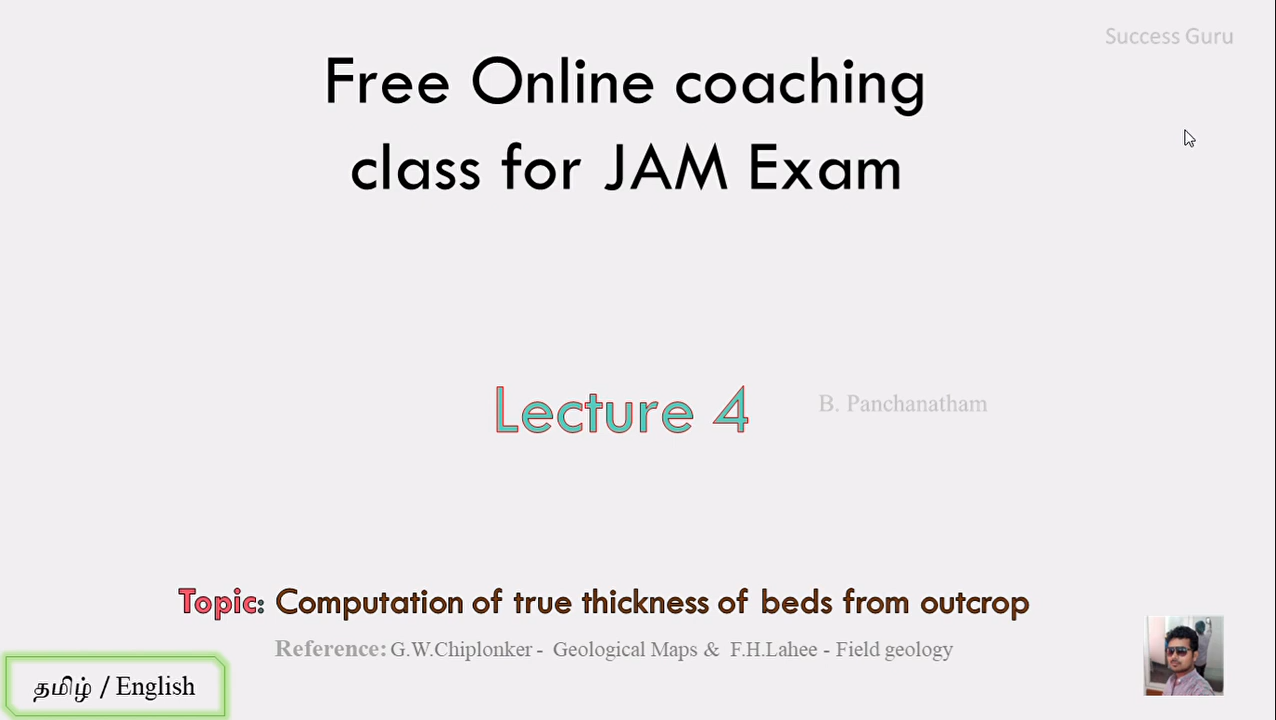 Success Guru
Free Online coaching
class for JAM Exam
Lecture 4
B. Panchanatham
Topic: Computation of true thickness of beds from outcrop
Reference: G.W.Chiplonker - Geological Maps & F.H.Lahee - Field geology
தமிழ் / English